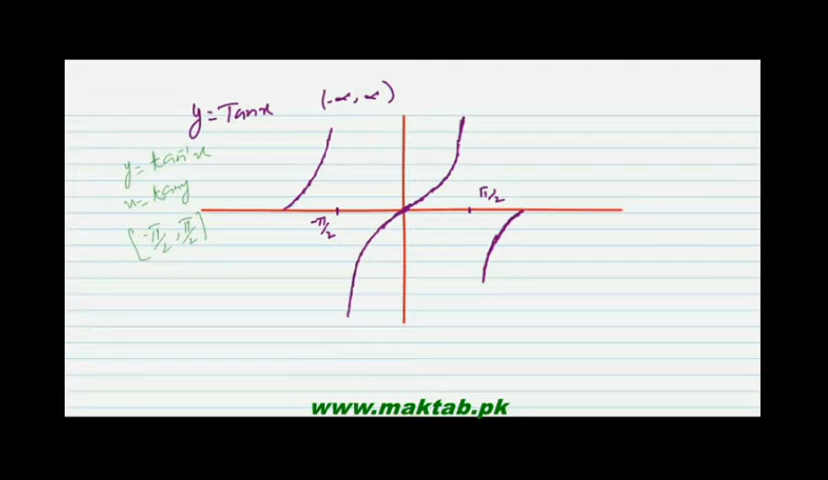 y=Tanx (-∞, ∞)
y=tan⁻¹x
x=tany
[-π/2, π/2]
π/2
-π/2
www.maktab.pk